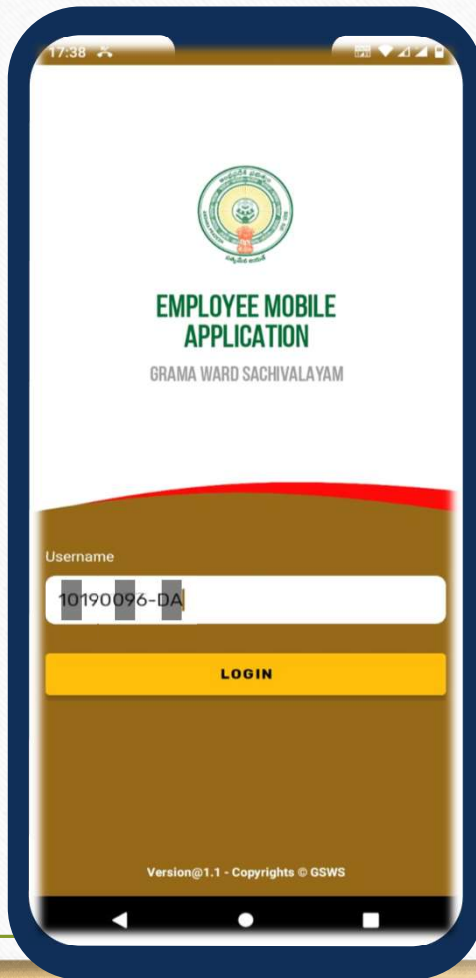 17:38
EMPLOYEE MOBILE
APPLICATION
GRAMA WARD SACHIVALAYAM
Username
10190096-DA
LOGIN
Version@1.1 - Copyrights © GSWS